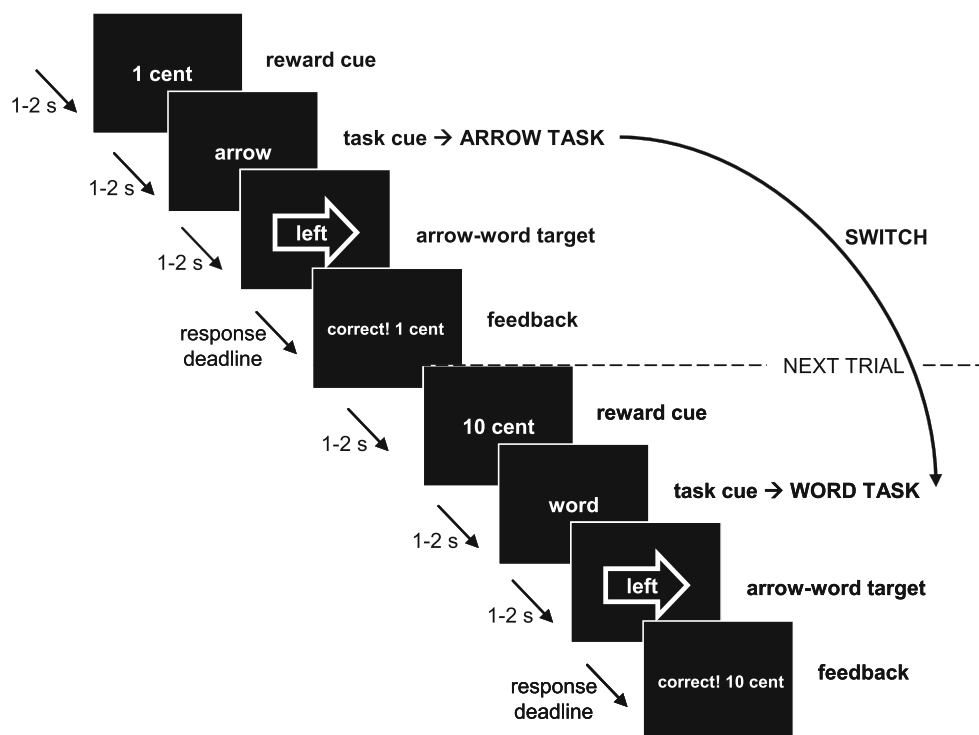 1 cent
reward cue
1-2 s
arrow
task cue → ARROW TASK
1-2 s
left
arrow-word target
SWITCH
1-2 s
correct! 1 cent
feedback
response
deadline
NEXT TRIAL
10 cent
reward cue
1-2 s
word
task cue → WORD TASK
1-2 s
left
arrow-word target
1-2 s
correct! 10 cent
feedback
response
deadline